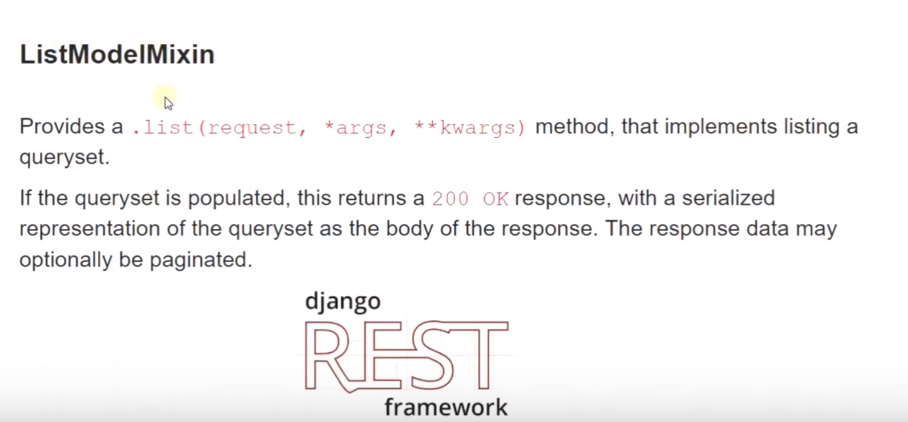 ListModelMixin
Provides a .list(request, *args, **kwargs) method, that implements listing a
queryset.
If the queryset is populated, this returns a 200 OK response, with a serialized
representation of the queryset as the body of the response. The response data may
optionally be paginated.
django
REST
framework